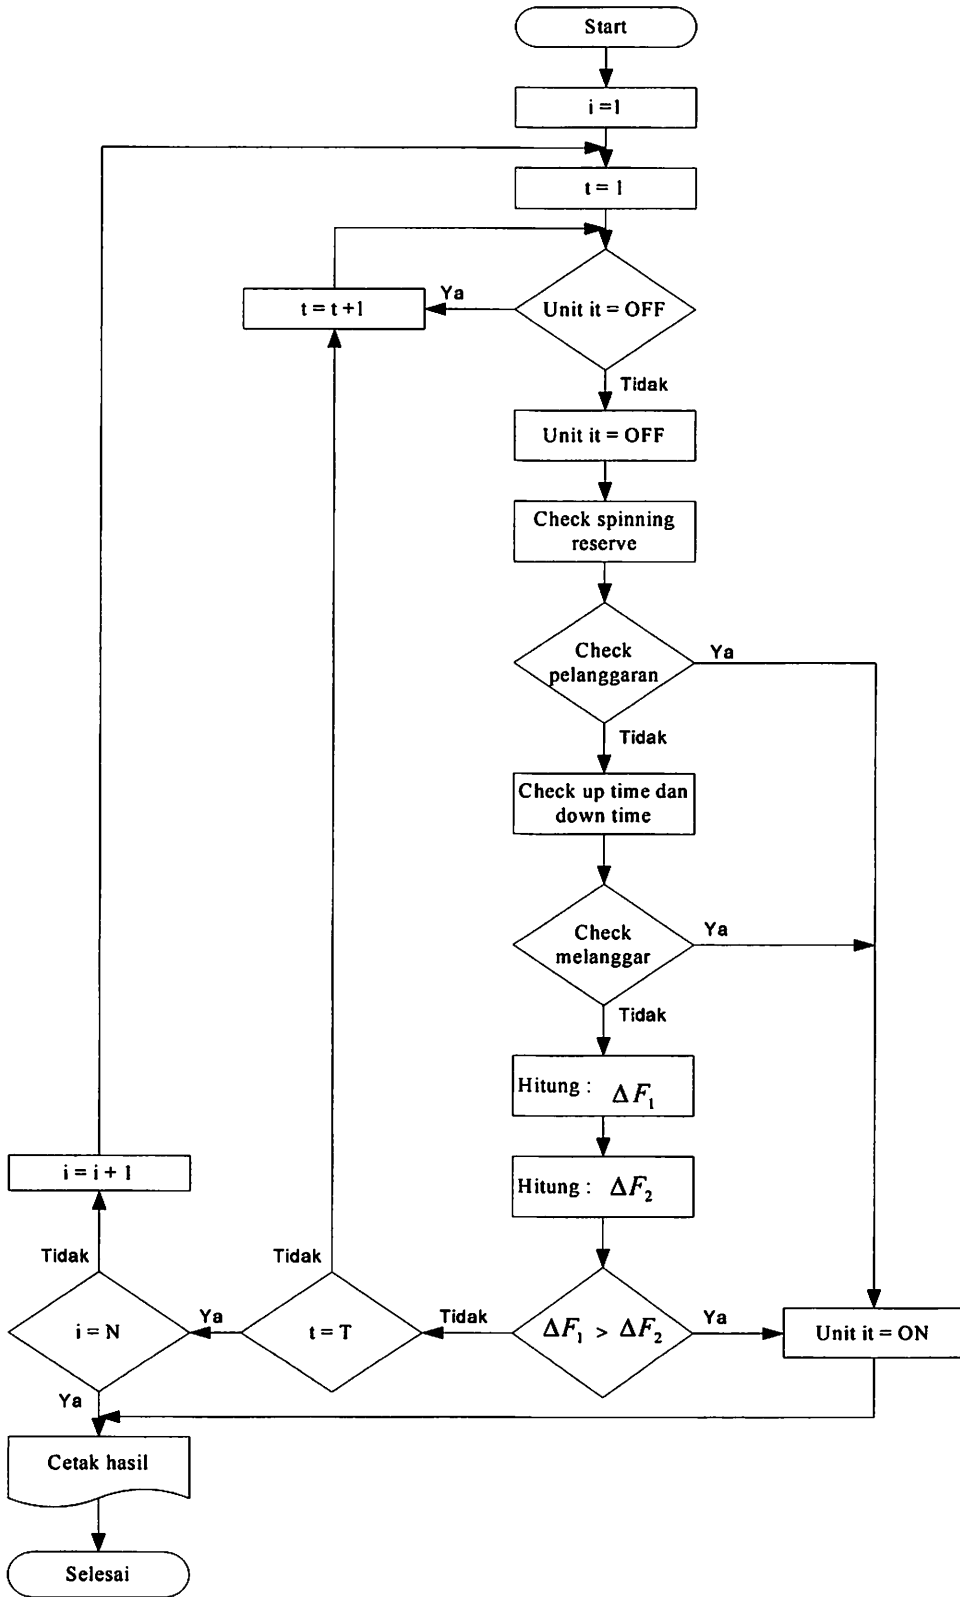 Start
i =1
t = 1
Unit it = OFF
Ya
t = t +1
Tidak
Unit it = OFF
Check spinning
reserve
Check
pelanggaran
Ya
Tidak
Check up time dan
down time
Check
melanggar
Ya
Tidak
Hitung : ΔF₁
Hitung : ΔF₂
ΔF₁ > ΔF₂
Ya
Unit it = ON
Tidak
t = T
Tidak
Ya
i = N
Tidak
i = i + 1
Ya
Cetak hasil
Selesai